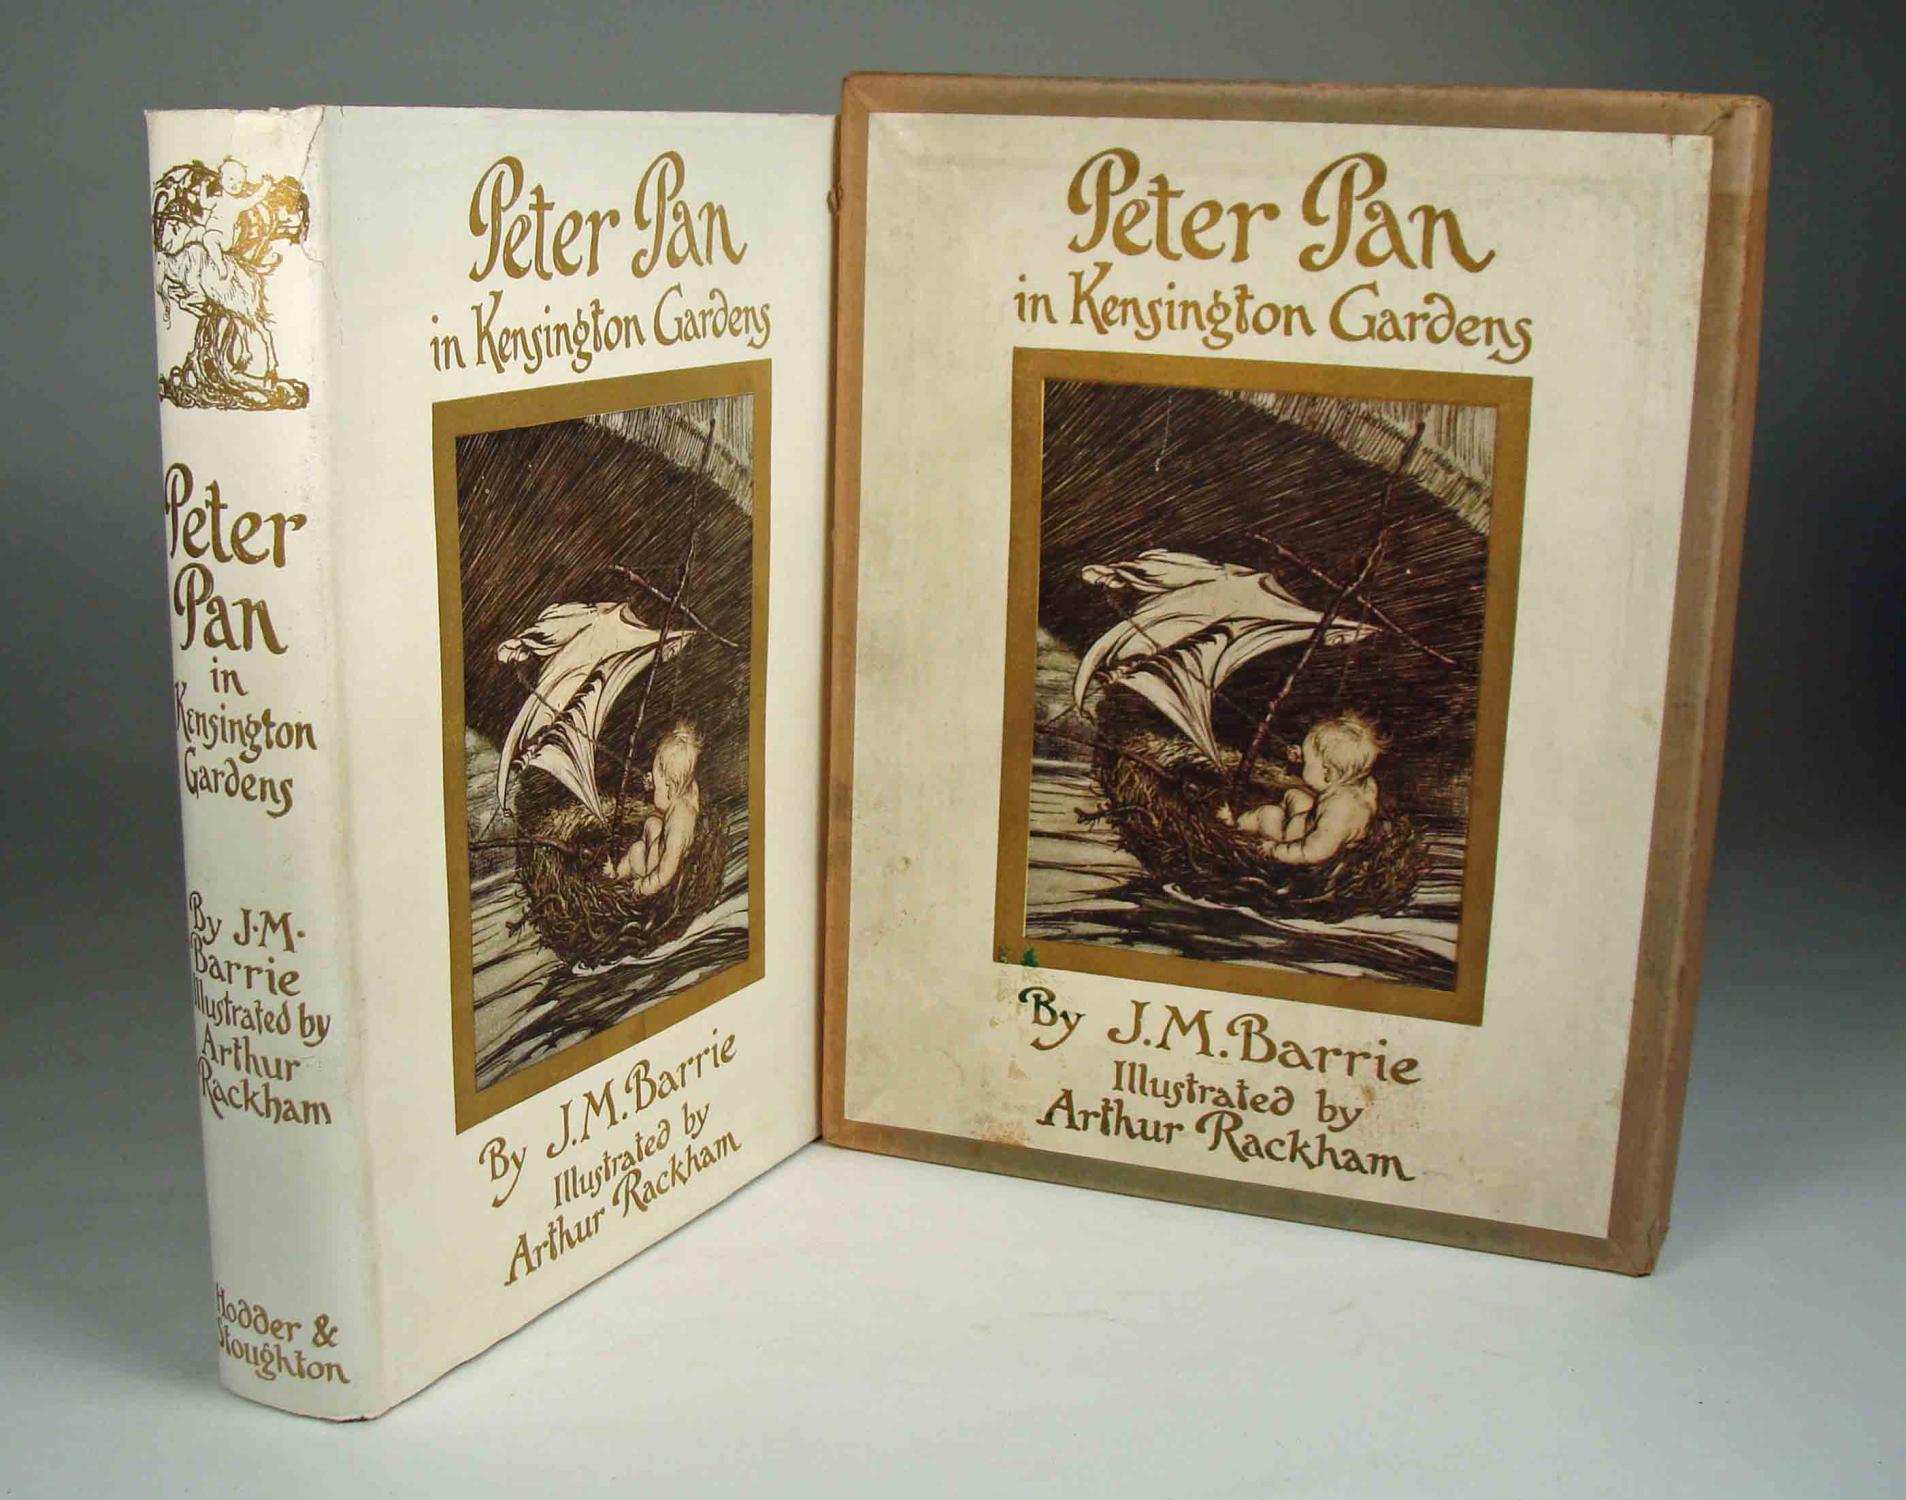 Peter
Pan
in
Kensington
Gardens
By J.M.
Barrie
Illustrated by
Arthur
Rackham
Hodder &
Stoughton
Peter Pan
in Kensington Gardens
By J.M.Barrie
Illustrated by
Arthur Rackham
Peter Pan
in Kensington Gardens
By J.M.Barrie
Illustrated by
Arthur Rackham